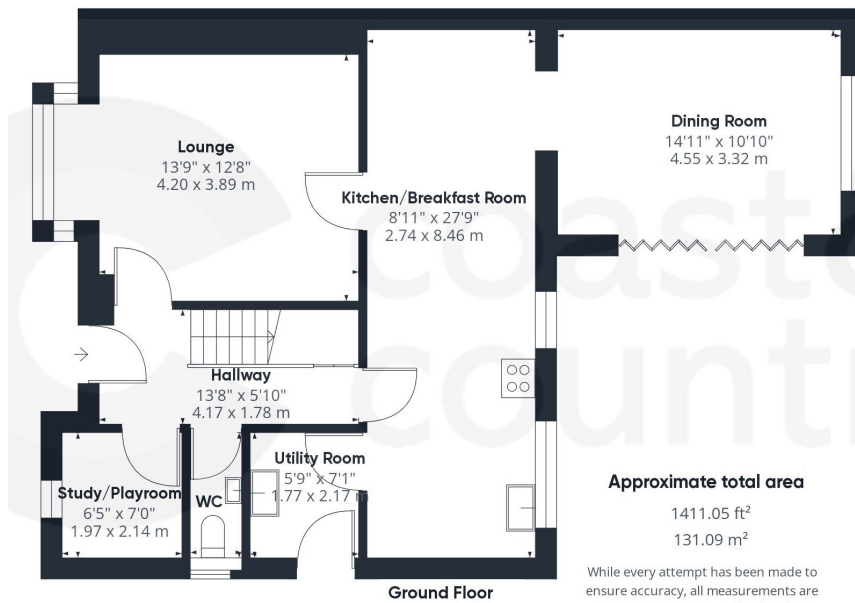 Lounge
13'9" x 12'8"
4.20 x 3.89 m
Kitchen/Breakfast Room
8'11" x 27'9"
2.74 x 8.46 m
Dining Room
14'11" x 10'10"
4.55 x 3.32 m
Hallway
13'8" x 5'10"
4.17 x 1.78 m
Study/Playroom
6'5" x 7'0"
1.97 x 2.14 m
WC
Utility Room
5'9" x 7'1"
1.77 x 2.17 m
Ground Floor
Approximate total area
1411.05 ft²
131.09 m²
While every attempt has been made to
ensure accuracy, all measurements are
coast
countr